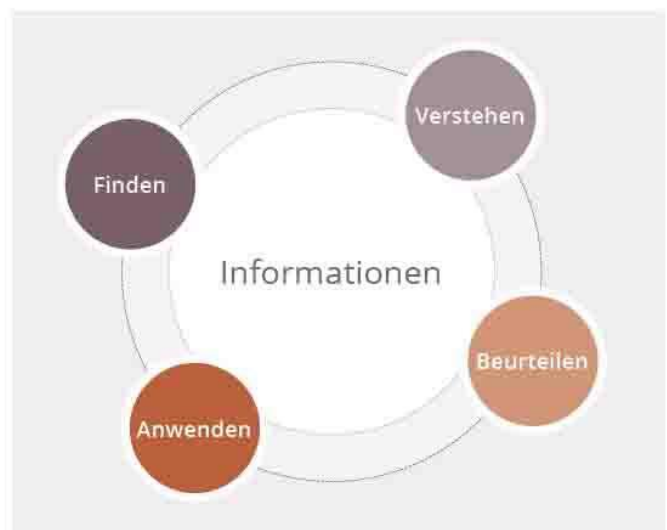 Verstehen
Finden
Informationen
Beurteilen
Anwenden